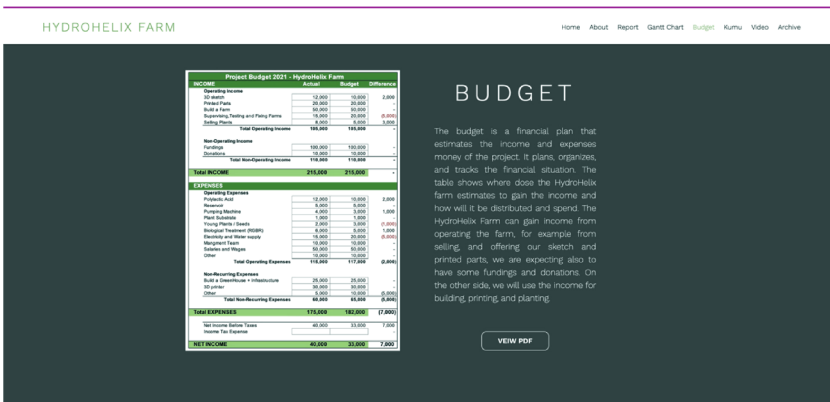 HYDROHELIX FARM
Home About Report Gantt Chart Budget Kumu Video Archive
Project Budget 2021 - HydroHelix Farm
INCOME Actual Budget Difference
Operating Income
3D sketch 12,000 10,000 2,000
Printed Parts 20,000 20,000 -
Build a Farm 50,000 50,000 -
Supervising,Testing and Fixing Farms 15,000 20,000 (5,000)
Selling Plants 8,000 5,000 3,000
Total Operating Income 105,000 105,000 -
Non-Operating Income
Fundings 100,000 100,000 -
Donations 10,000 10,000 -
Total Non-Operating Income 110,000 110,000 -
Total INCOME 215,000 215,000 -
EXPENSES
Operating Expenses
Polylactic Acid 12,000 10,000 2,000
Reservoir 5,000 5,000 -
Pumping Machine 4,000 3,000 1,000
Plant Substrate 1,000 1,000 -
Young Plants / Seeds 2,000 3,000 (1,000)
Biological Treatment (RGBR) 6,000 5,000 1,000
Electricity and Water supply 15,000 20,000 (5,000)
Mangment Team 10,000 10,000 -
Salaries and Wages 50,000 50,000 -
Other 10,000 10,000 -
Total Operating Expenses 115,000 117,000 (2,000)
Non-Recurring Expenses
Build a GreenHouse + Infrastructure 25,000 25,000 -
3D printer 30,000 30,000 -
Other 5,000 10,000 (5,000)
Total Non-Recurring Expenses 60,000 65,000 (5,000)
Total EXPENSES 175,000 182,000 (7,000)
Net Income Before Taxes 40,000 33,000 7,000
Income Tax Expense -
NET INCOME 40,000 33,000 7,000
BUDGET
The budget is a financial plan that
estimates the income and expenses
money of the project. It plans, organizes,
and tracks the financial situation. The
table shows where dose the HydroHelix
farm estimates to gain the income and
how will it be distributed and spend. The
HydroHelix Farm can gain income from
operating the farm, for example from
selling, and offering our sketch and
printed parts, we are expecting also to
have some fundings and donations. On
the other side, we will use the income for
building, printing, and planting.
VEIW PDF